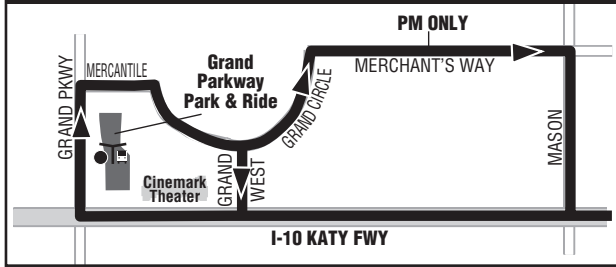 PM ONLY
MERCHANT'S WAY
MERCANTILE
Grand
Parkway
Park & Ride
GRAND PKWY
GRAND CIRCLE
MASON
Cinemark
Theater
GRAND
WEST
I-10 KATY FWY